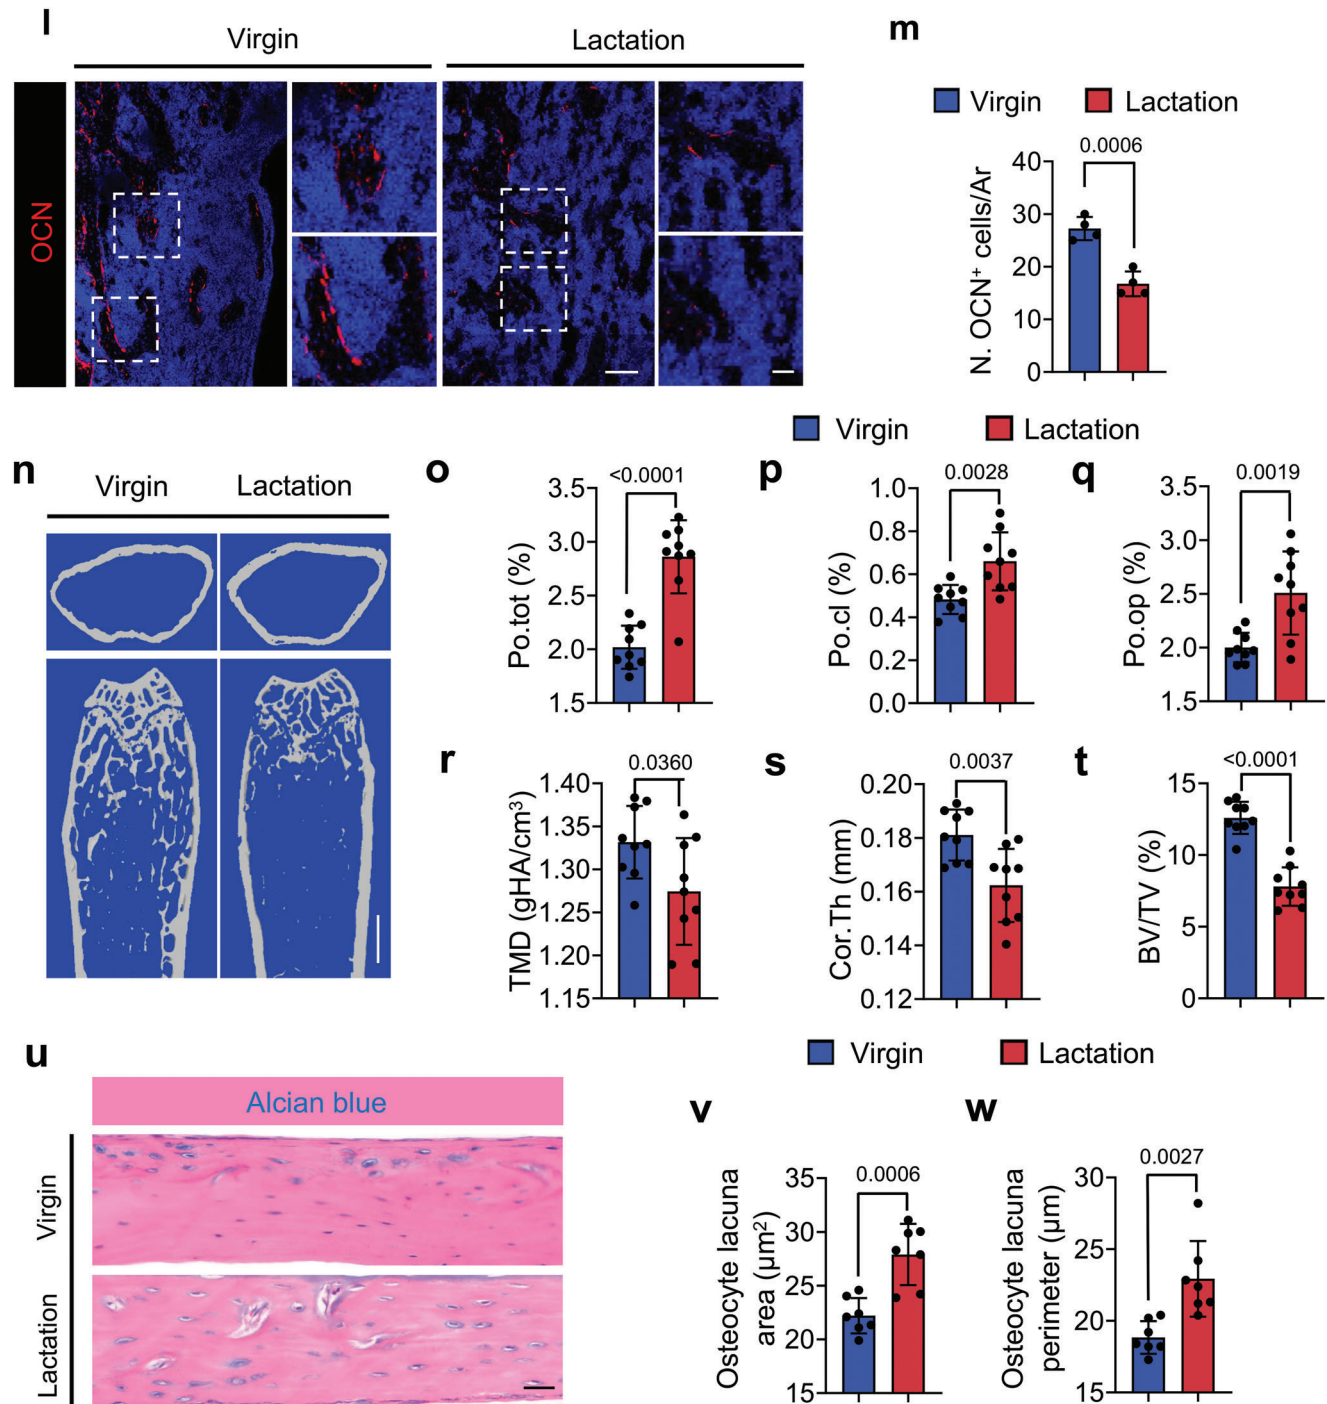 l
Virgin
Lactation
OCN
m
Virgin
Lactation
0.0006
N. OCN⁺ cells/Ar
40
30
20
10
0
Virgin
Lactation
n
Virgin
Lactation
o
<0.0001
Po.tot (%)
3.5
3.0
2.5
2.0
1.5
p
0.0028
Po.cl (%)
1.0
0.8
0.6
0.4
0.2
0.0
q
0.0019
Po.op (%)
3.5
3.0
2.5
2.0
1.5
r
0.0360
TMD (gHA/cm³)
1.40
1.35
1.30
1.25
1.20
1.15
s
0.0037
Cor.Th (mm)
0.20
0.18
0.16
0.14
0.12
t
<0.0001
BV/TV (%)
15
10
5
0
Virgin
Lactation
u
Alcian blue
Virgin
Lactation
v
0.0006
Osteocyte lacuna
area (µm²)
35
30
25
20
15
w
0.0027
Osteocyte lacuna
perimeter (µm)
30
25
20
15